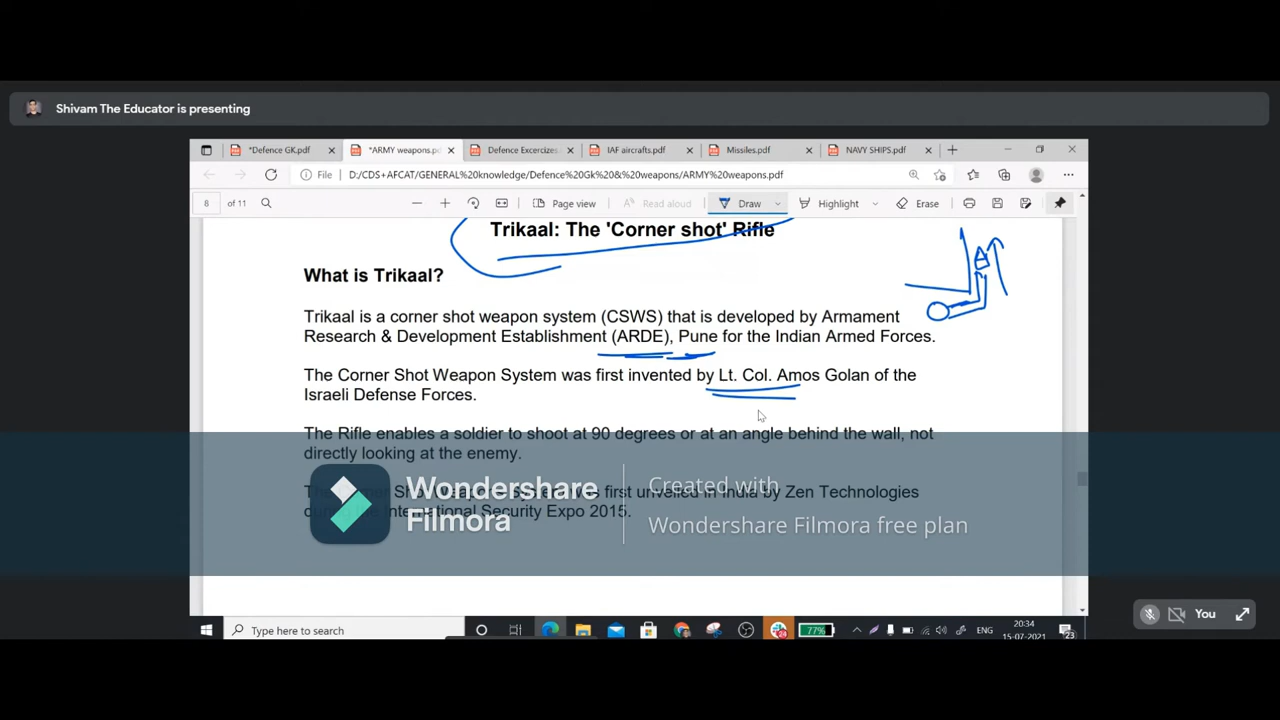 Shivam The Educator is presenting
*Defence GK.pdf
*ARMY weapons.pd
Defence Excercizes
IAF aircrafts.pdf
Missiles.pdf
NAVY SHIPS.pdf
File D:/CDS+AFCAT/GENERAL%20knowledge/Defence%20Gk%20&%20weapons/ARMY%20weapons.pdf
8 of 11 Page view Read aloud Draw Highlight Erase
Trikaal: The 'Corner shot' Rifle
What is Trikaal?
Trikaal is a corner shot weapon system (CSWS) that is developed by Armament
Research & Development Establishment (ARDE), Pune for the Indian Armed Forces.
The Corner Shot Weapon System was first invented by Lt. Col. Amos Golan of the
Israeli Defense Forces.
The Rifle enables a soldier to shoot at 90 degrees or at an angle behind the wall, not
directly looking at the enemy.
Shot System was first unveiled in India by Zen Technologies
International Security Expo 2015.
Wondershare
Filmora
Created with
Wondershare Filmora free plan
You
Type here to search
77%
ENG
20:34
15-07-2021
23